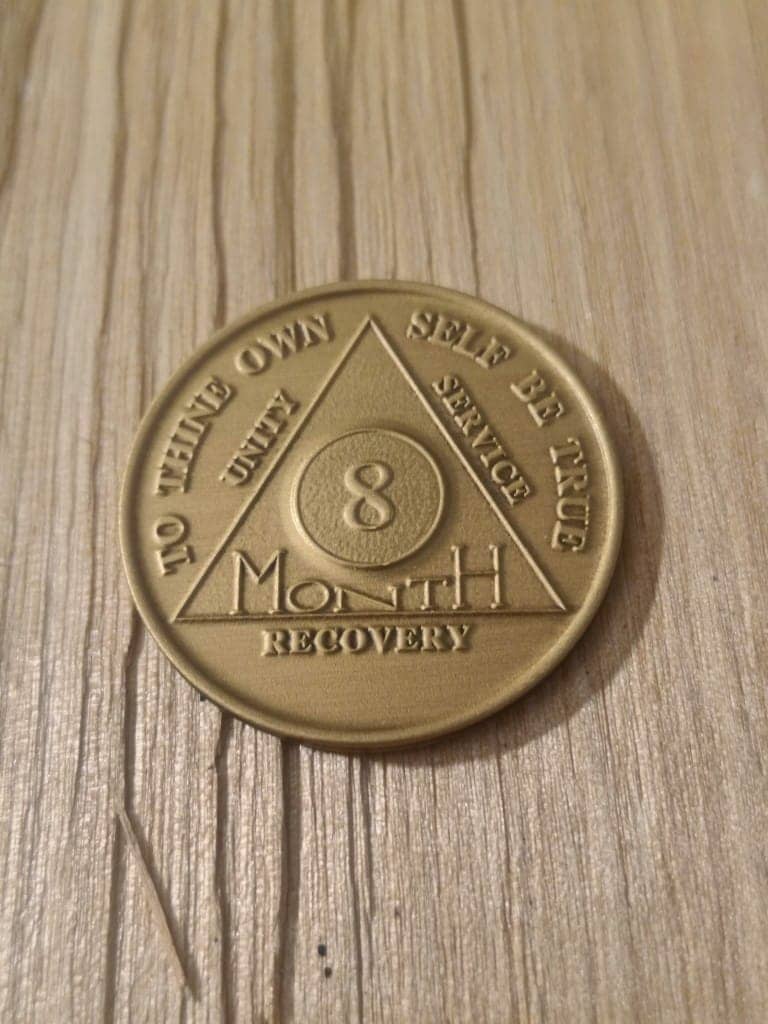 TO THINE OWN SELF BE TRUE
UNITY
SERVICE
8
MONTH
RECOVERY